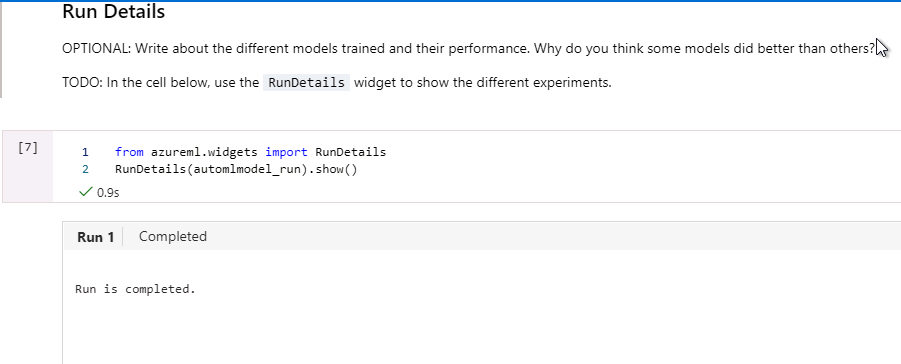 Run Details
OPTIONAL: Write about the different models trained and their performance. Why do you think some models did better than others?
TODO: In the cell below, use the RunDetails widget to show the different experiments.
[7]
1 from azureml.widgets import RunDetails
2 RunDetails(automlmodel_run).show()
0.9s
Run 1 Completed
Run is completed.